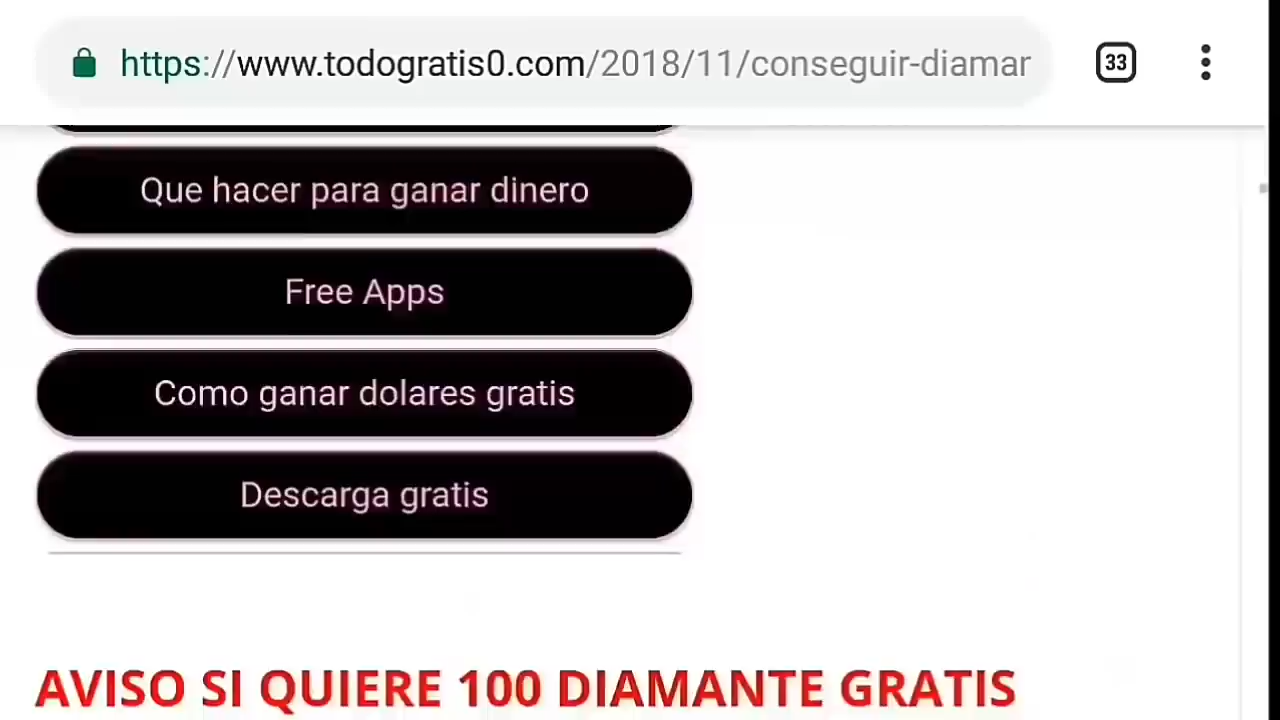 https://www.todogratis0.com/2018/11/conseguir-diamar
33
Que hacer para ganar dinero
Free Apps
Como ganar dolares gratis
Descarga gratis
AVISO SI QUIERE 100 DIAMANTE GRATIS